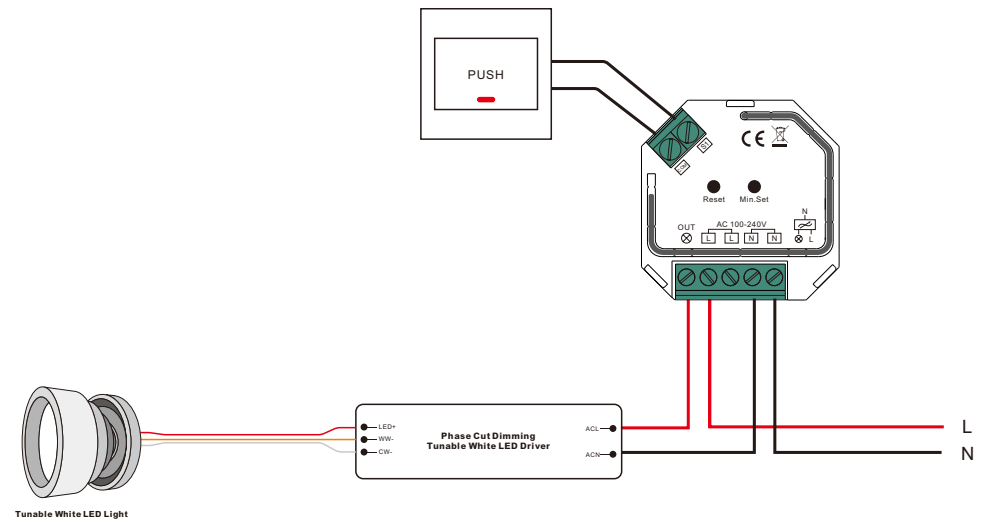 PUSH
S1
COM
CE
Reset
Min.Set
N
OUT
AC 100-240V
L
L
N
N
L
LED+
WW-
CW-
Phase Cut Dimming
Tunable White LED Driver
ACL
ACN
L
N
Tunable White LED Light